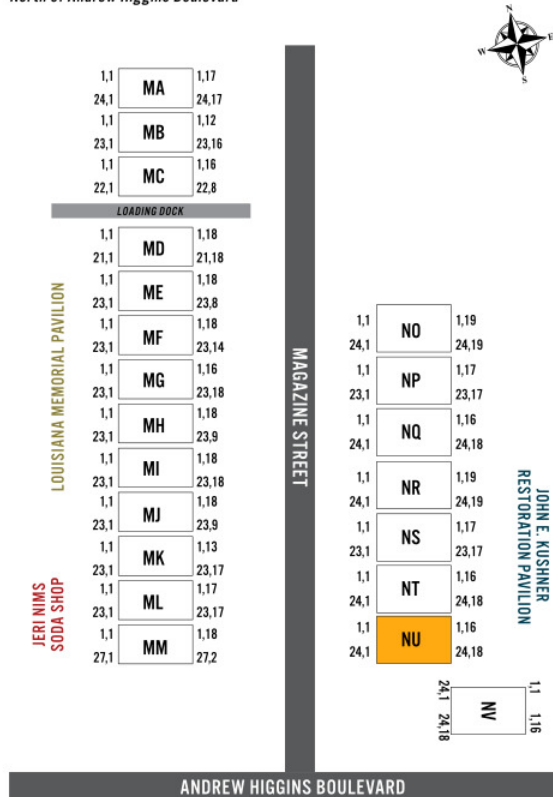 North of Andrew Higgins Boulevard
N
W E
S
1,1 MA 1,17
24,1 24,17
1,1 MB 1,12
23,1 23,16
1,1 MC 1,16
22,1 22,8
LOADING DOCK
1,1 MD 1,18
21,1 21,18
1,1 ME 1,18
23,1 23,8
1,1 MF 1,18
23,1 23,14
1,1 MG 1,16
23,1 23,18
1,1 MH 1,18
23,1 23,9
1,1 MI 1,18
23,1 23,18
1,1 MJ 1,18
23,1 23,9
1,1 MK 1,13
23,1 23,17
1,1 ML 1,17
23,1 23,17
1,1 MM 1,18
27,1 27,2
LOUISIANA MEMORIAL PAVILION
JERI NIMS
SODA SHOP
MAGAZINE STREET
1,1 NO 1,19
24,1 24,19
1,1 NP 1,17
23,1 23,17
1,1 NQ 1,16
24,1 24,18
1,1 NR 1,19
24,1 24,19
1,1 NS 1,17
23,1 23,17
1,1 NT 1,16
24,1 24,18
1,1 NU 1,16
24,1 24,18
1,1 NV 1,16
24,1 24,18
JOHN E. KUSHNER
RESTORATION PAVILION
ANDREW HIGGINS BOULEVARD